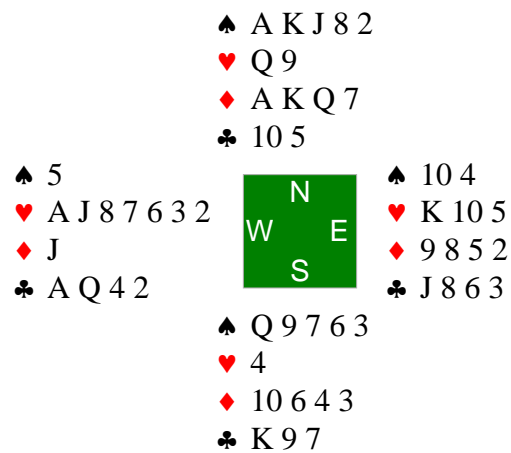 ♠ A K J 8 2
♥ Q 9
♦ A K Q 7
♣ 10 5
♠ 5
♥ A J 8 7 6 3 2
♦ J
♣ A Q 4 2
N
W E
S
♠ 10 4
♥ K 10 5
♦ 9 8 5 2
♣ J 8 6 3
♠ Q 9 7 6 3
♥ 4
♦ 10 6 4 3
♣ K 9 7